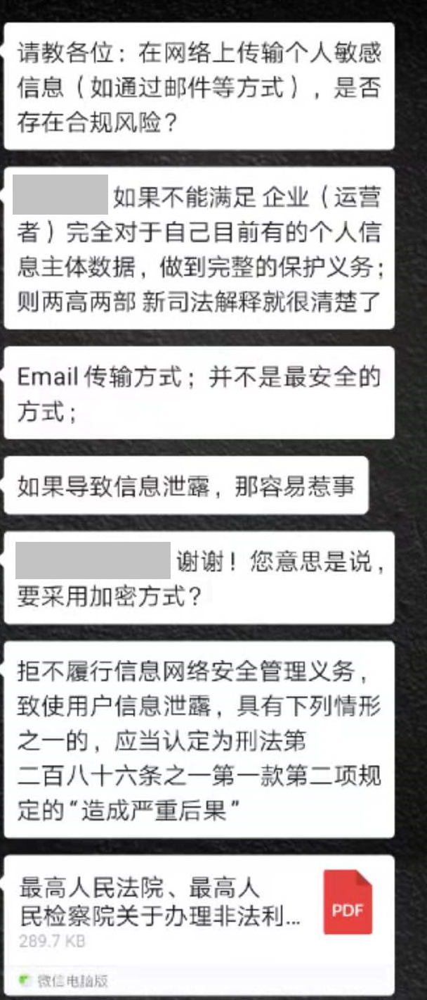 请教各位：在网络上传输个人敏感
信息（如通过邮件等方式），是否
存在合规风险？
如果不能满足 企业（运营
者）完全对于自己目前有的个人信
息主体数据，做到完整的保护义务；
则两高两部 新司法解释就很清楚了
Email 传输方式；并不是最安全的
方式；
如果导致信息泄露，那容易惹事
谢谢！您意思是说，
要采用加密方式？
拒不履行信息网络安全管理义务，
致使用户信息泄露，具有下列情形
之一的，应当认定为刑法第
二百八十六条之一第一款第二项规
定的“造成严重后果”
最高人民法院、最高人
民检察院关于办理非法利...
PDF
289.7 KB
微信电脑版